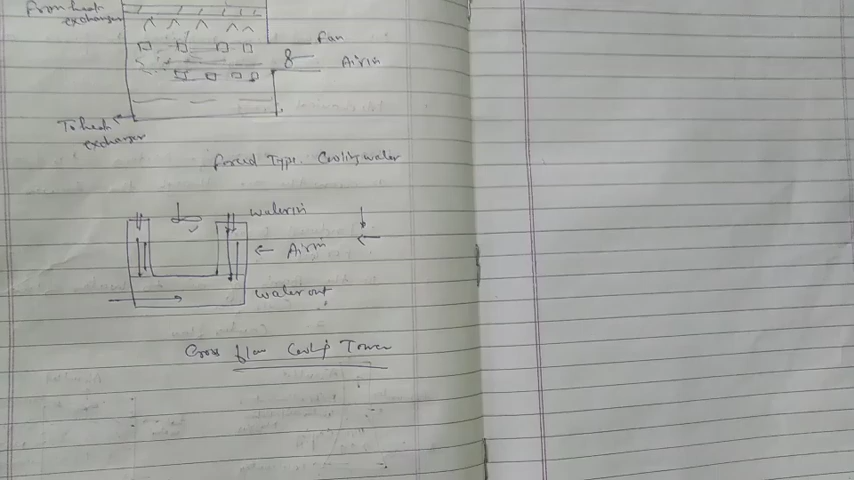 From heat
exchanger
Fan
Air in
To heat
exchanger
Forced Type Cooling water
water in
Air in
water out
Cross flow Cooling Tower